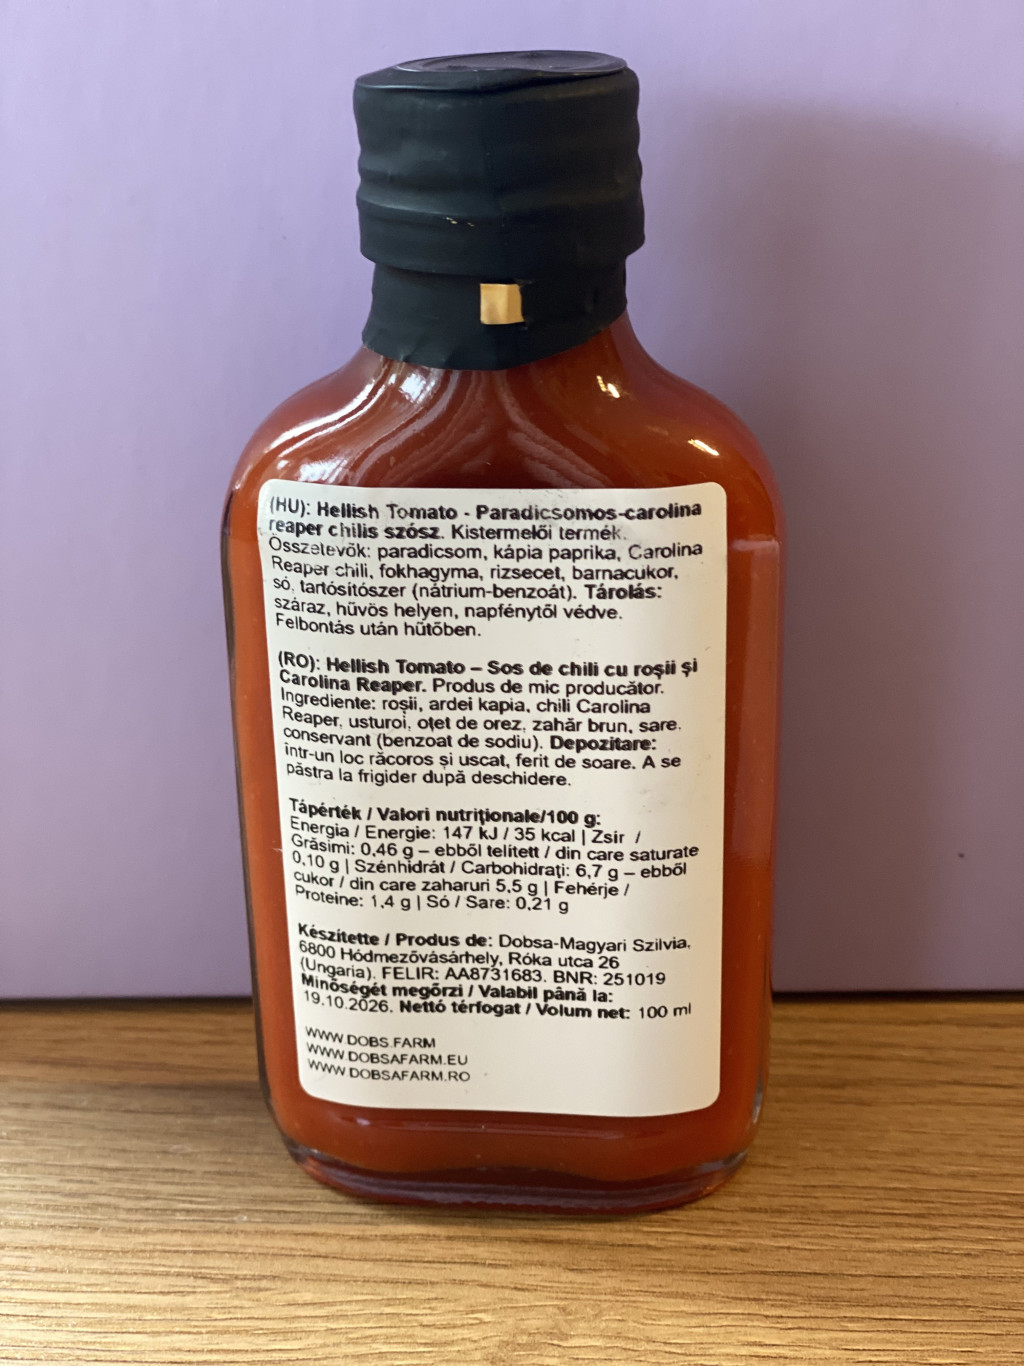 (HU): Hellish Tomato - Paradicsomos-carolina
reaper chilis szósz. Kistermelői termék.
Összetevők: paradicsom, kápia paprika, Carolina
Reaper chili, fokhagyma, rizsecet, barnacukor,
só, tartósítószer (nátrium-benzoát). Tárolás:
száraz, hűvös helyen, napfénytől védve.
Felbontás után hűtőben.
(RO): Hellish Tomato – Sos de chili cu roșii și
Carolina Reaper. Produs de mic producător.
Ingrediente: roșii, ardei kapia, chili Carolina
Reaper, usturoi, oțet de orez, zahăr brun, sare,
conservant (benzoat de sodiu). Depozitare:
într-un loc răcoros și uscat, ferit de soare. A se
păstra la frigider după deschidere.
Tápérték / Valori nutriționale/100 g:
Energia / Energie: 147 kJ / 35 kcal | Zsír /
Grăsimi: 0,46 g – ebből telített / din care saturate
0,10 g | Szénhidrát / Carbohidrați: 6,7 g – ebből
cukor / din care zaharuri 5,5 g | Fehérje /
Proteine: 1,4 g | Só / Sare: 0,21 g
Készítette / Produs de: Dobsa-Magyari Szilvia,
6800 Hódmezővásárhely, Róka utca 26
(Ungaria). FELIR: AA8731683. BNR: 251019
Minőségét megőrzi / Valabil până la:
19.10.2026. Nettó térfogat / Volum net: 100 ml
WWW.DOBS.FARM
WWW.DOBSAFARM.EU
WWW.DOBSAFARM.RO